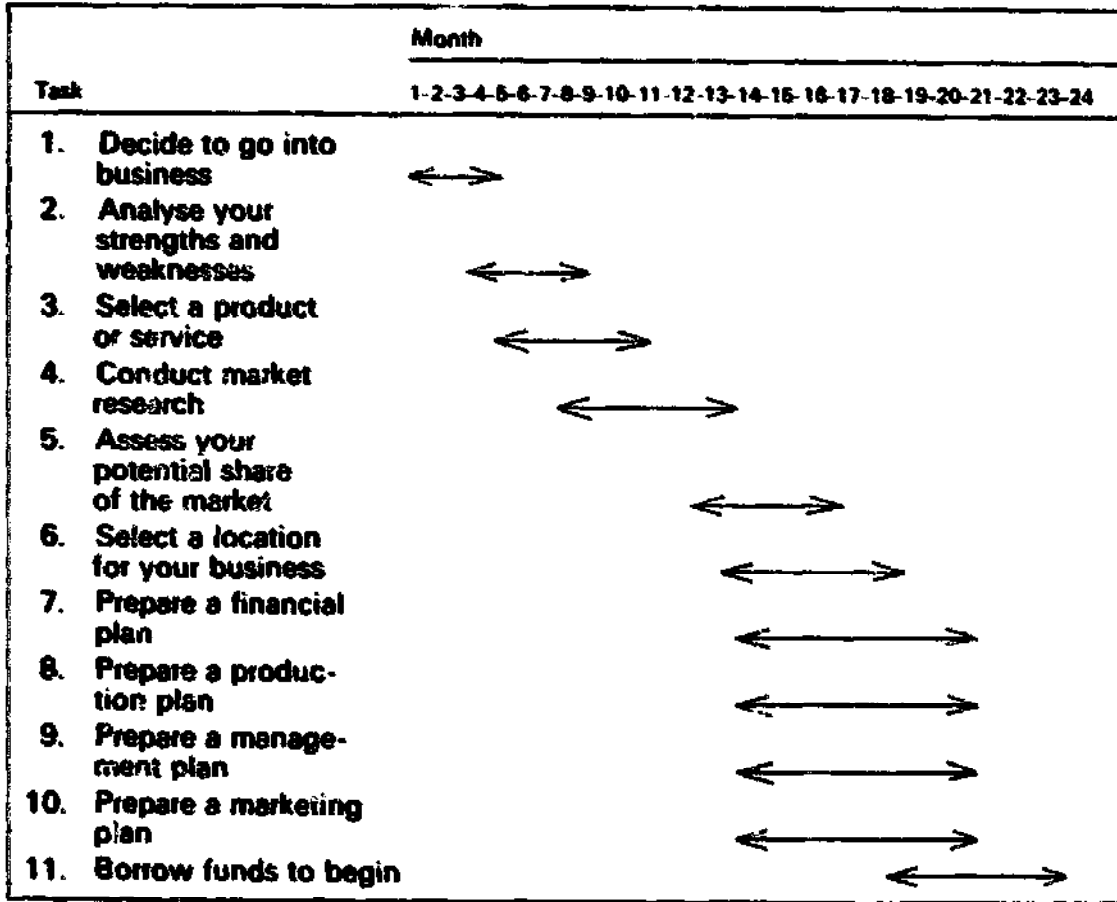 Month
Task
1-2-3-4-5-6-7-8-9-10-11-12-13-14-15-16-17-18-19-20-21-22-23-24
1. Decide to go into
business
2. Analyse your
strengths and
weaknesses
3. Select a product
or service
4. Conduct market
research
5. Assess your
potential share
of the market
6. Select a location
for your business
7. Prepare a financial
plan
8. Prepare a produc-
tion plan
9. Prepare a manage-
ment plan
10. Prepare a marketing
plan
11. Borrow funds to begin